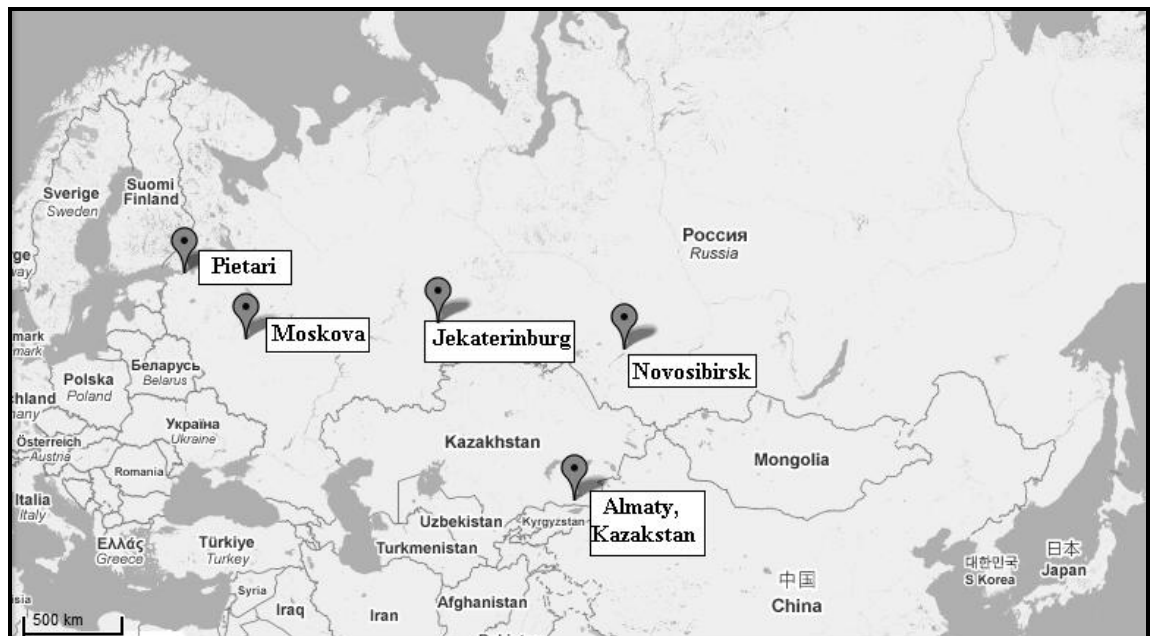 Sverige
Sweden
Suomi
Finland
Россия
Russia
Pietari
Moskova
Jekaterinburg
Novosibirsk
Беларусь
Belarus
Polska
Poland
Україна
Ukraine
Österreich
Austria
Kazakhstan
Mongolia
Romania
Italia
Italy
Almaty,
Kazakstan
Uzbekistan
Kyrgyzstan
Ελλάς
Greece
Türkiye
Turkey
Turkmenistan
대한민국
S Korea
日本
Japan
Syria
Iraq
Iran
Afghanistan
中国
China
500 km